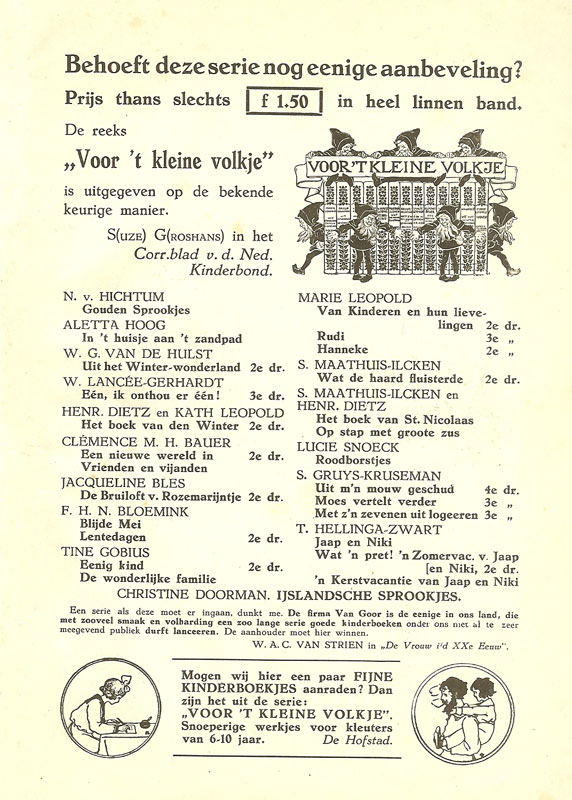 Behoeft deze serie nog eenige aanbeveling?
Prijs thans slechts f 1.50 in heel linnen band.
De reeks
„Voor 't kleine volkje”
is uitgegeven op de bekende
keurige manier.
S(UZE) G(ROSHANS) in het
Corr.blad v. d. Ned.
Kinderbond.
VOOR 'T KLEINE VOLKJE
N. v. HICHTUM
Gouden Sprookjes
ALETTA HOOG
In 't huisje aan 't zandpad
W. G. VAN DE HULST
Uit het Winter-wonderland 2e dr.
W. LANCÉE-GERHARDT
Eén, ik onthou er één! 3e dr.
HENR. DIETZ en KATH LEOPOLD
Het boek van den Winter 2e dr.
CLÉMENCE M. H. BAUER
Een nieuwe wereld in 2e dr.
Vrienden en vijanden
JACQUELINE BLES
De Bruiloft v. Rozemarijntje 2e dr.
F. H. N. BLOEMINK
Blijde Mei
Lentedagen 2e dr.
TINE GOBIUS
Eenig kind 2e dr.
De wonderlijke familie
MARIE LEOPOLD
Van Kinderen en hun lieve-
lingen 2e dr.
Rudi 3e „
Hanneke 2e „
S. MAATHUIS-ILCKEN
Wat de haard fluisterde 2e dr.
S. MAATHUIS-ILCKEN en
HENR. DIETZ
Het boek van St. Nicolaas
Op stap met groote zus
LUCIE SNOECK
Roodborstjes
S. GRUYS-KRUSEMAN
Uit m'n mouw geschud 4e dr.
Moes vertelt verder 3e „
Met z'n zevenen uit logeeren 3e „
T. HELLINGA-ZWART
Jaap en Niki
Wat 'n pret! 'n Zomervac. v. Jaap
[en Niki, 2e dr.
'n Kerstvacantie van Jaap en Niki
CHRISTINE DOORMAN. IJSLANDSCHE SPROOKJES.
Een serie als deze moet er ingaan, dunkt me. De firma Van Goor is de eenige in ons land, die
met zooveel smaak en volharding een zoo lange serie goede kinderboeken onder ons niet al te zeer
meegevend publiek durft lanceeren. De aanhouder moet hier winnen.
W. A. C. VAN STRIEN in „De Vrouw i/d XXe Eeuw”.
Mogen wij hier een paar FIJNE
KINDERBOEKJES aanraden? Dan
zijn het uit de serie:
„VOOR 'T KLEINE VOLKJE”.
Snoeperige werkjes voor kleuters
van 6-10 jaar. De Hofstad.